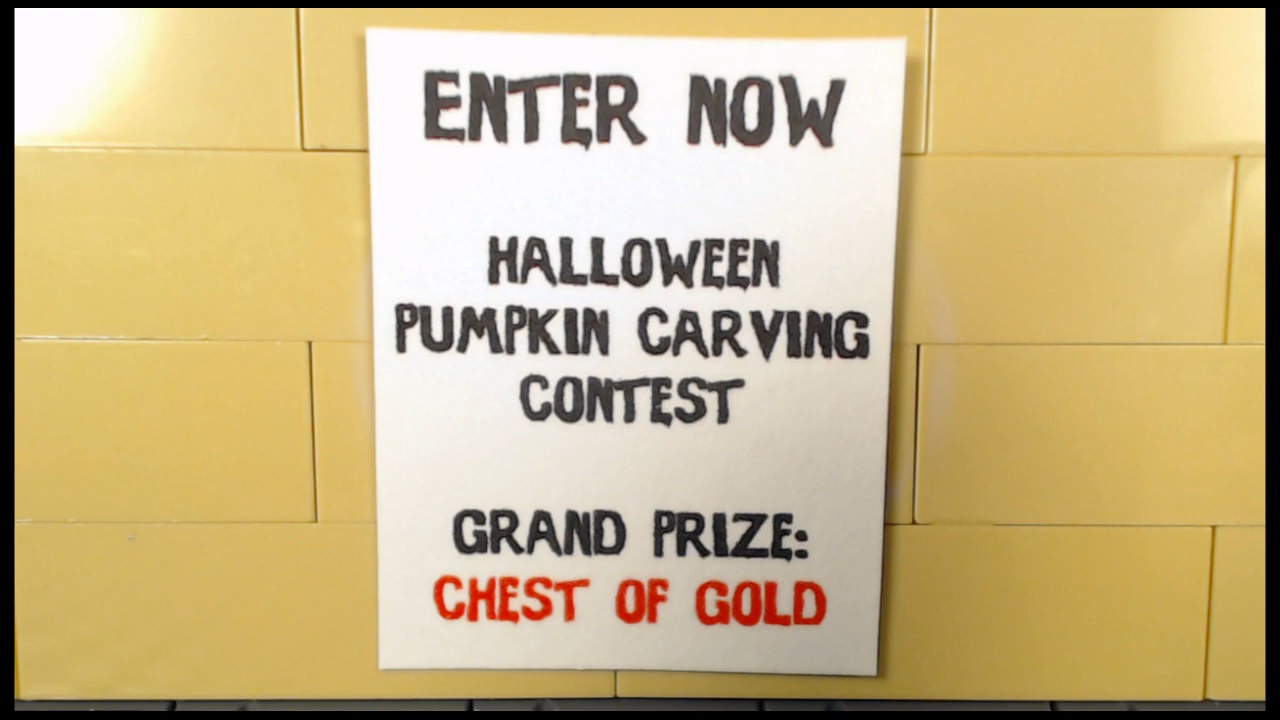 ENTER NOW
HALLOWEEN
PUMPKIN CARVING
CONTEST
GRAND PRIZE:
CHEST OF GOLD